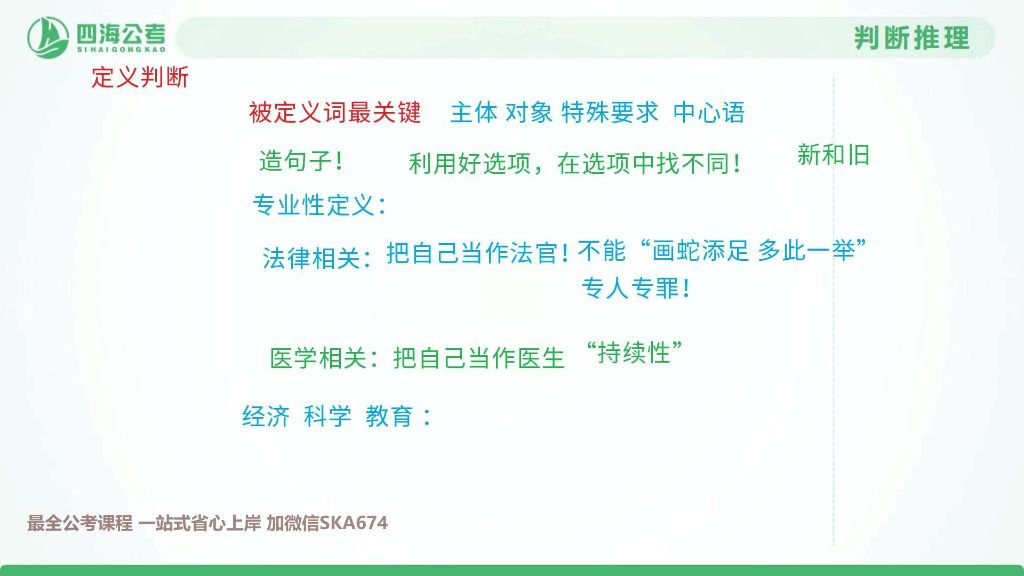 四海公考
SIHAIGONGKAO
判断推理
定义判断
被定义词最关键 主体 对象 特殊要求 中心语
造句子！ 利用好选项，在选项中找不同！ 新和旧
专业性定义：
法律相关：把自己当作法官！不能“画蛇添足 多此一举”
专人专罪！
医学相关：把自己当作医生 “持续性”
经济 科学 教育：
最全公考课程 一站式省心上岸 加微信SKA674